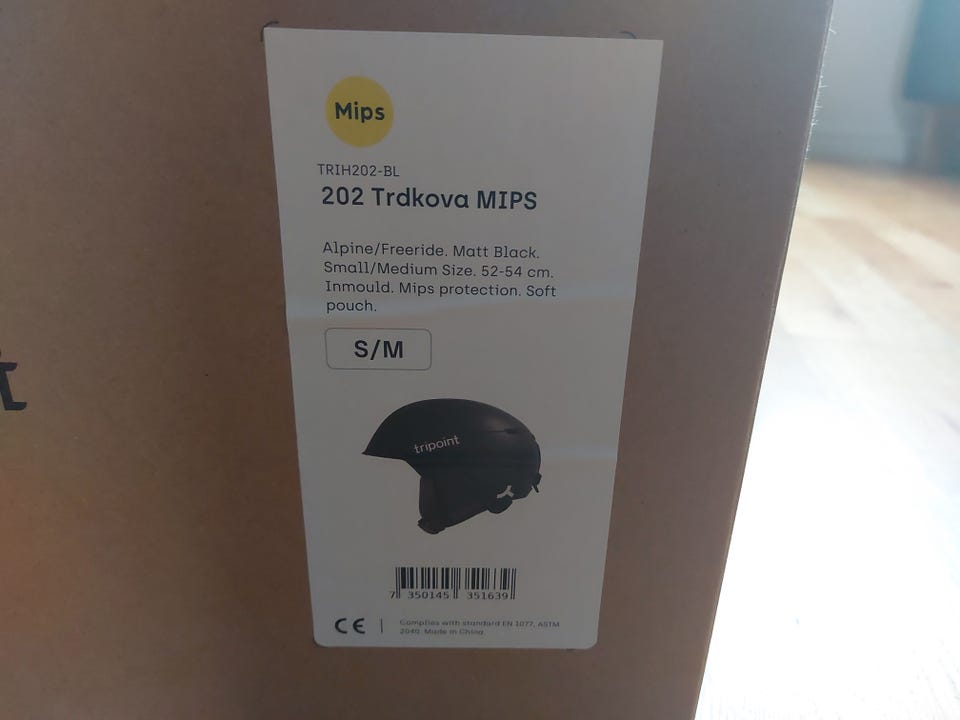 Mips
TRIH202-BL
202 Trdkova MIPS
Alpine/Freeride. Matt Black.
Small/Medium Size. 52-54 cm.
Inmould. Mips protection. Soft
pouch.
S/M
t
tripoint
7 350145 351639
CE | Complies with standard EN 1077, ASTM
2040. Made in China.